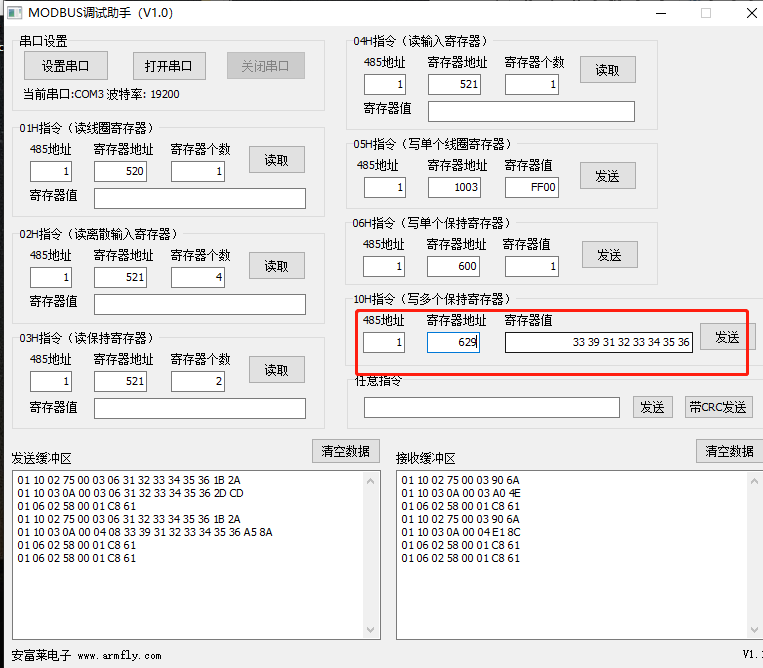 MODBUS调试助手（V1.0）
串口设置
设置串口 打开串口 关闭串口
当前串口:COM3 波特率: 19200
01H指令（读线圈寄存器）
485地址 寄存器地址 寄存器个数
1 520 1 读取
寄存器值
02H指令（读离散输入寄存器）
485地址 寄存器地址 寄存器个数
1 521 4 读取
寄存器值
03H指令（读保持寄存器）
485地址 寄存器地址 寄存器个数
1 521 2 读取
寄存器值
04H指令（读输入寄存器）
485地址 寄存器地址 寄存器个数
1 521 1 读取
寄存器值
05H指令（写单个线圈寄存器）
485地址 寄存器地址 寄存器值
1 1003 FF00 发送
06H指令（写单个保持寄存器）
485地址 寄存器地址 寄存器值
1 600 1 发送
10H指令（写多个保持寄存器）
485地址 寄存器地址 寄存器值
1 629 33 39 31 32 33 34 35 36 发送
任意指令
发送 带CRC发送
发送缓冲区 清空数据
01 10 02 75 00 03 06 31 32 33 34 35 36 1B 2A
01 10 03 0A 00 03 06 31 32 33 34 35 36 2D CD
01 06 02 58 00 01 C8 61
01 10 02 75 00 03 06 31 32 33 34 35 36 1B 2A
01 10 03 0A 00 04 08 33 39 31 32 33 34 35 36 A5 8A
01 06 02 58 00 01 C8 61
01 06 02 58 00 01 C8 61
接收缓冲区 清空数据
01 10 02 75 00 03 90 6A
01 10 03 0A 00 03 A0 4E
01 06 02 58 00 01 C8 61
01 10 02 75 00 03 90 6A
01 10 03 0A 00 04 E1 8C
01 06 02 58 00 01 C8 61
01 06 02 58 00 01 C8 61
安富莱电子 www.armfly.com